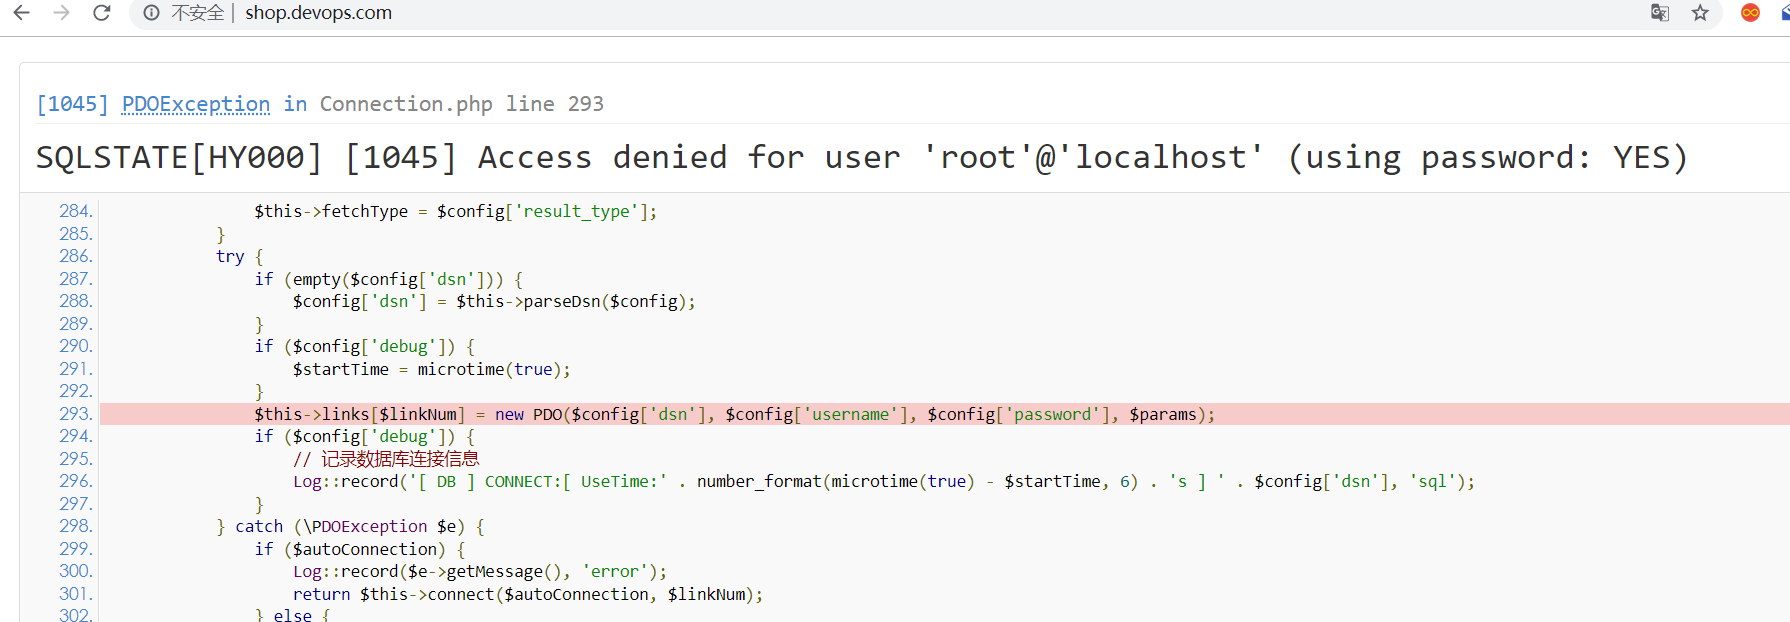 不安全 | shop.devops.com
[1045] PDOException in Connection.php line 293
SQLSTATE[HY000] [1045] Access denied for user 'root'@'localhost' (using password: YES)
284. $this->fetchType = $config['result_type'];
285. }
286. try {
287. if (empty($config['dsn'])) {
288. $config['dsn'] = $this->parseDsn($config);
289. }
290. if ($config['debug']) {
291. $startTime = microtime(true);
292. }
293. $this->links[$linkNum] = new PDO($config['dsn'], $config['username'], $config['password'], $params);
294. if ($config['debug']) {
295. // 记录数据库连接信息
296. Log::record('[ DB ] CONNECT:[ UseTime:' . number_format(microtime(true) - $startTime, 6) . 's ] ' . $config['dsn'], 'sql');
297. }
298. } catch (\PDOException $e) {
299. if ($autoConnection) {
300. Log::record($e->getMessage(), 'error');
301. return $this->connect($autoConnection, $linkNum);
302. } else {